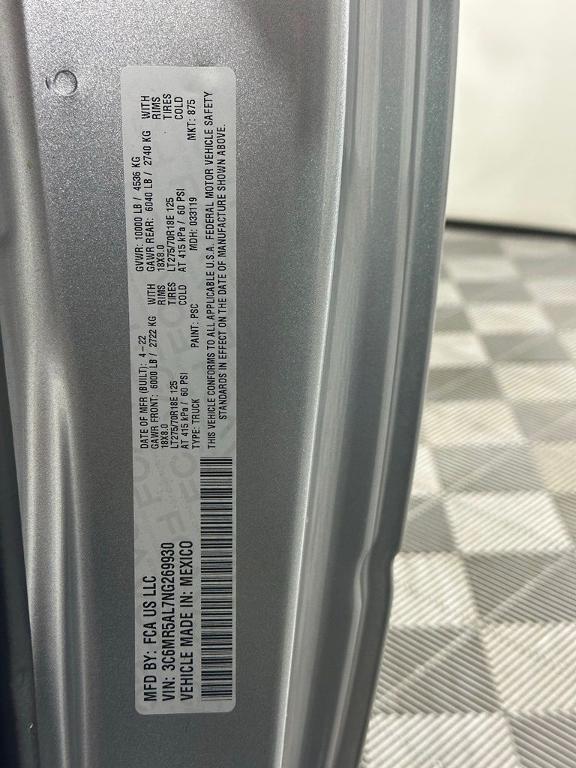 MFD BY: FCA US LLC
DATE OF MFR (BUILT): 4-22 GVWR: 10000 LB / 4536 KG
GAWR FRONT: 6000 LB / 2722 KG WITH GAWR REAR: 6040 LB / 2740 KG WITH
18X8.0 RIMS 18X8.0 RIMS
LT275/70R18E 125 TIRES LT275/70R18E 125 TIRES
AT 415 kPa / 60 PSI COLD AT 415 kPa / 60 PSI COLD
TYPE: TRUCK PAINT: PSC MDH: 033119 MKT: 875
THIS VEHICLE CONFORMS TO ALL APPLICABLE U.S.A. FEDERAL MOTOR VEHICLE SAFETY
STANDARDS IN EFFECT ON THE DATE OF MANUFACTURE SHOWN ABOVE.
VIN: 3C6MR5AL7NG269930
VEHICLE MADE IN: MEXICO